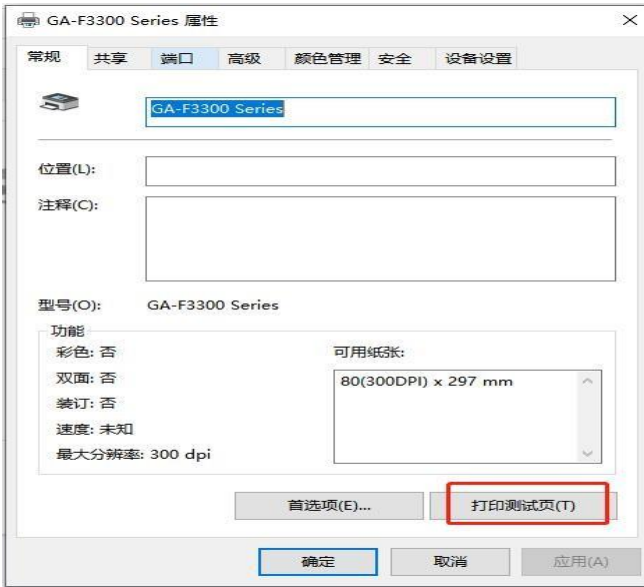 GA-F3300 Series 属性
常规 共享 端口 高级 颜色管理 安全 设备设置
GA-F3300 Series
位置(L):
注释(C):
型号(O): GA-F3300 Series
功能
彩色: 否
双面: 否
装订: 否
速度: 未知
最大分辨率: 300 dpi
可用纸张:
80(300DPI) x 297 mm
首选项(E)... 打印测试页(T)
确定 取消 应用(A)